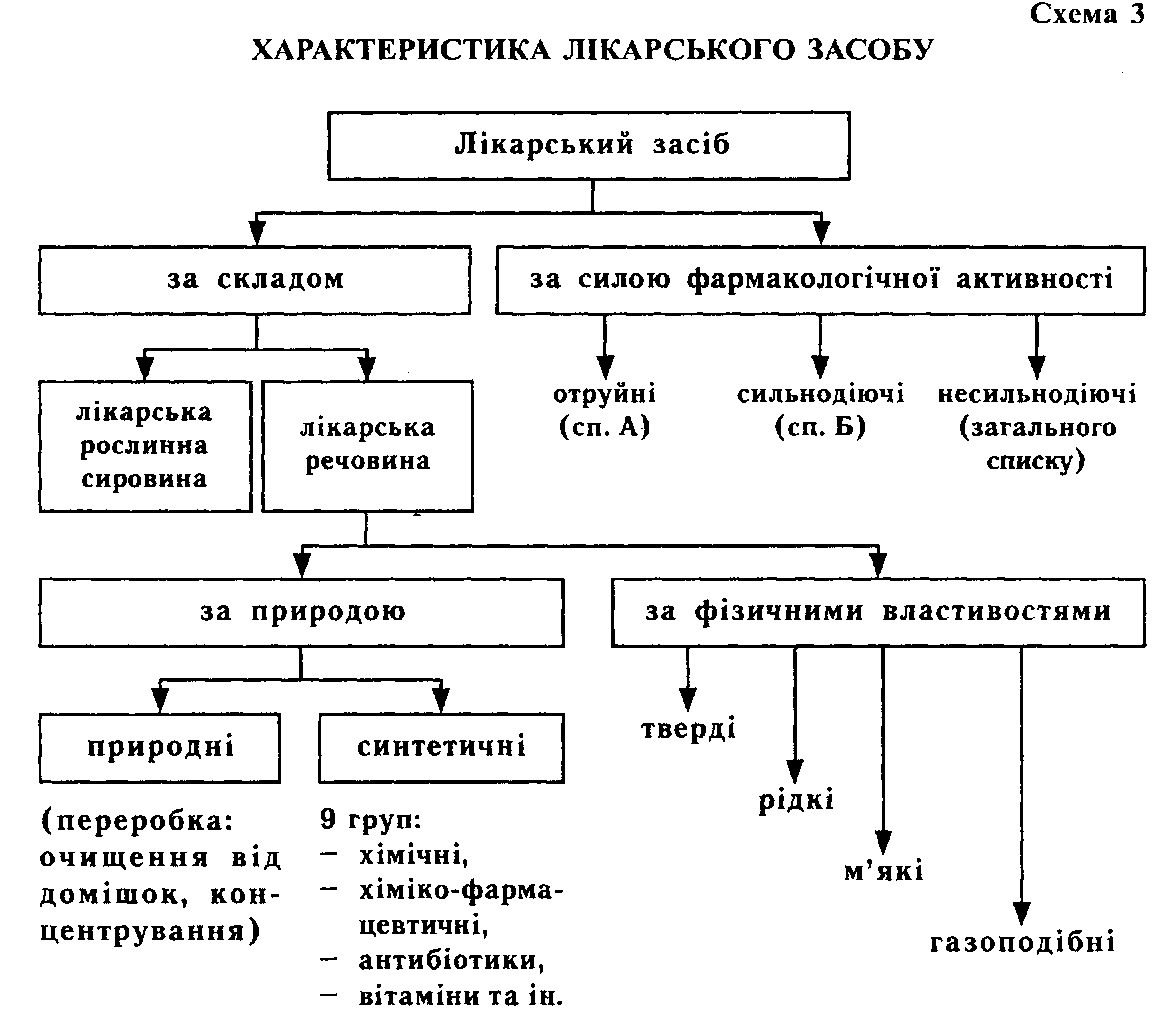 Схема 3
ХАРАКТЕРИСТИКА ЛІКАРСЬКОГО ЗАСОБУ
Лікарський засіб
за складом
за силою фармакологічної активності
лікарська
рослинна
сировина
лікарська
речовина
отруйні
(сп. А)
сильнодіючі
(сп. Б)
несильнодіючі
(загального
списку)
за природою
за фізичними властивостями
природні
синтетичні
(переробка:
очищення від
домішок, кон-
центрування)
9 груп:
– хімічні,
– хіміко-фарма-
цевтичні,
– антибіотики,
– вітаміни та ін.
тверді
рідкі
м’які
газоподібні